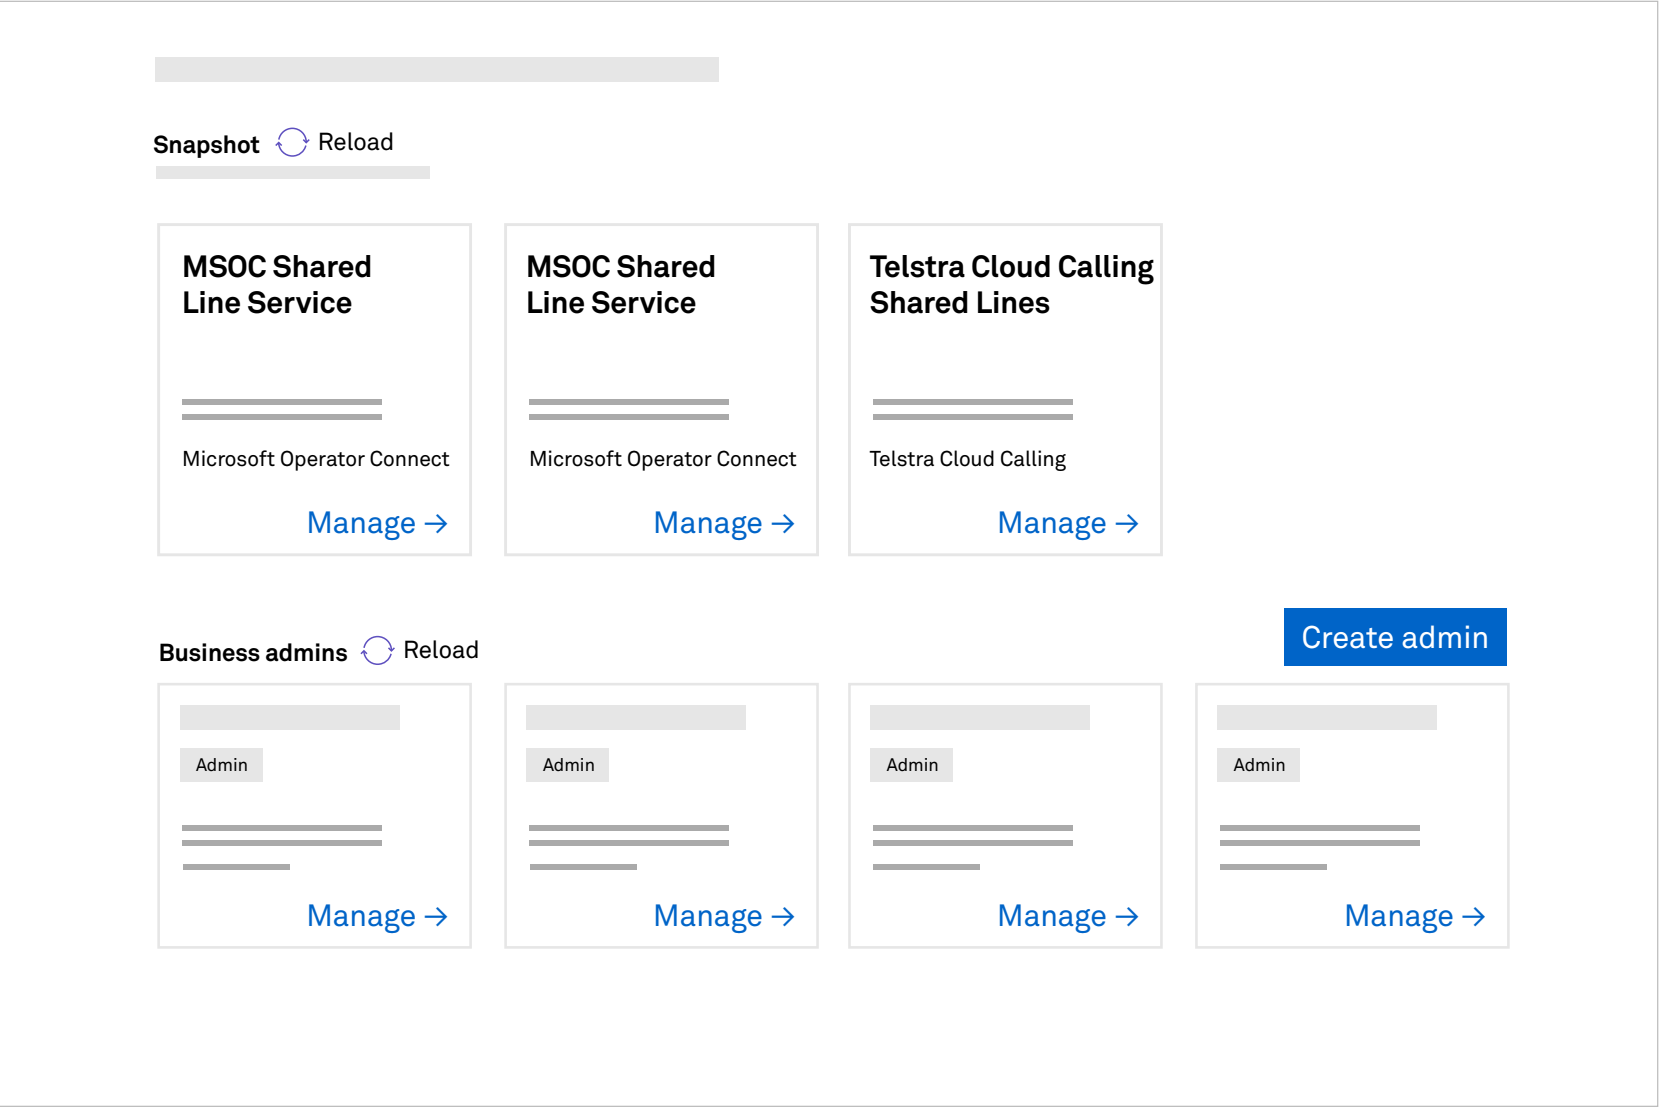 Snapshot Reload
MSOC Shared
Line Service
Microsoft Operator Connect
Manage →
MSOC Shared
Line Service
Microsoft Operator Connect
Manage →
Telstra Cloud Calling
Shared Lines
Telstra Cloud Calling
Manage →
Business admins Reload
Create admin
Admin
Manage →
Admin
Manage →
Admin
Manage →
Admin
Manage →